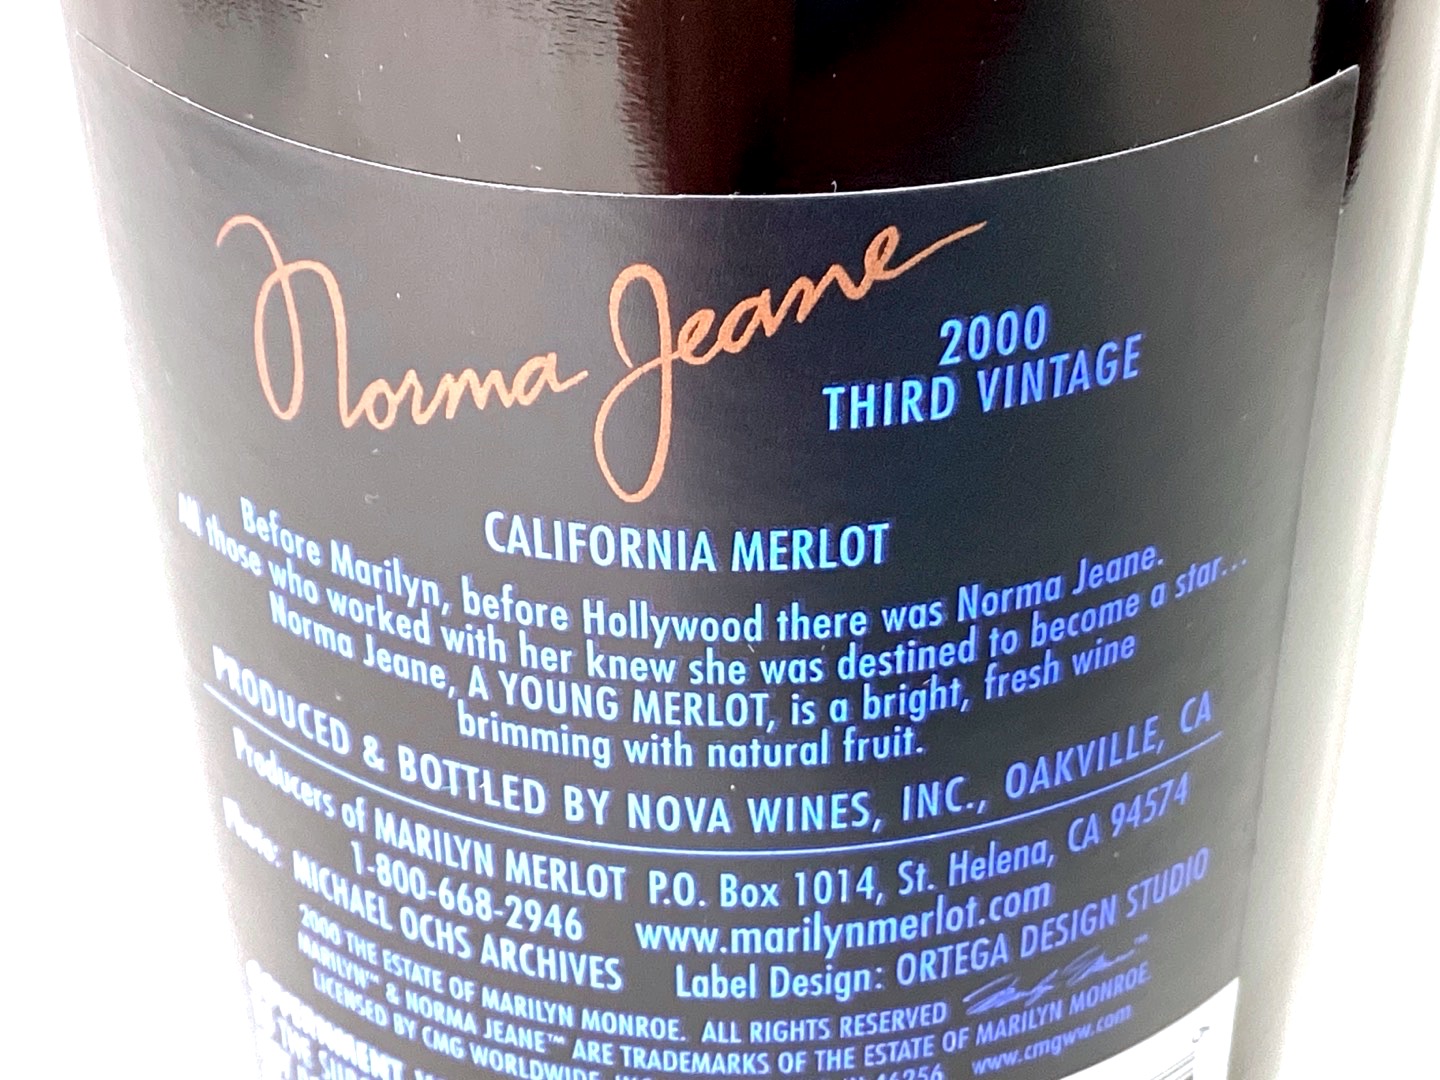 Norma Jeane
2000
THIRD VINTAGE
CALIFORNIA MERLOT
Before Marilyn, before Hollywood there was Norma Jeane.
All those who worked with her knew she was destined to become a star...
Norma Jeane, A YOUNG MERLOT, is a bright, fresh wine
brimming with natural fruit.
PRODUCED & BOTTLED BY NOVA WINES, INC., OAKVILLE, CA
Producers of MARILYN MERLOT P.O. Box 1014, St. Helena, CA 94574
1-800-668-2946 www.marilynmerlot.com
Photo: MICHAEL OCHS ARCHIVES Label Design: ORTEGA DESIGN STUDIO
2000 THE ESTATE OF MARILYN MONROE. ALL RIGHTS RESERVED
MARILYN™ & NORMA JEANE™ ARE TRADEMARKS OF THE ESTATE OF MARILYN MONROE.
LICENSED BY CMG WORLDWIDE, 46256 www.cmgww.com